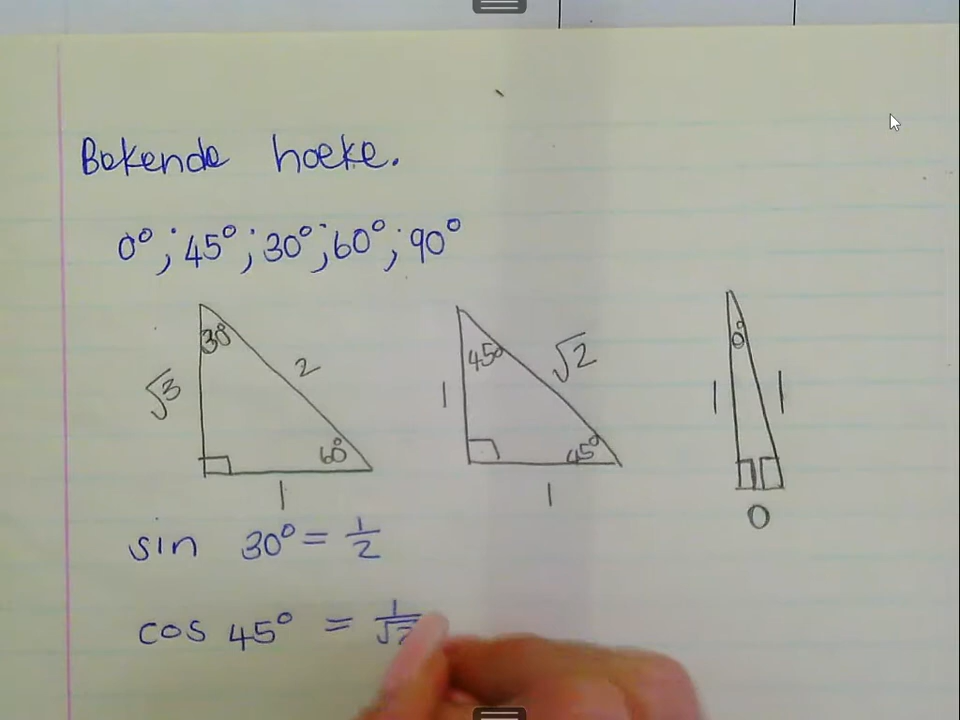 Bekende hoeke.
0°; 45°; 30°; 60°; 90°
30° √3 2 60° 1
45° 1 √2 45° 1
0° 1 1 0
sin 30° = 1/2
cos 45° = 1/√2